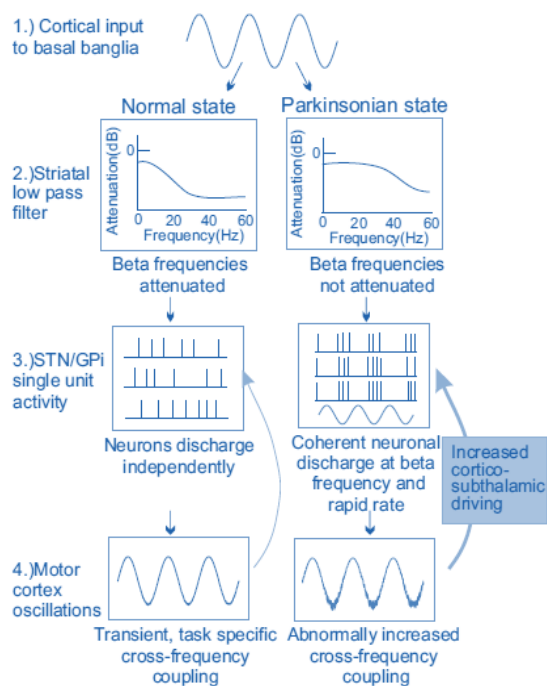 1.) Cortical input
to basal banglia
Normal state
Parkinsonian state
2.)Striatal
low pass
filter
Attenuation(dB)
0
0 20 40 60
Frequency(Hz)
Attenuation(dB)
0
0 20 40 60
Frequency(Hz)
Beta frequencies
attenuated
Beta frequencies
not attenuated
3.)STN/GPi
single unit
activity
Neurons discharge
independently
Coherent neuronal
discharge at beta
frequency and
rapid rate
Increased
cortico-
subthalamic
driving
4.)Motor
cortex
oscillations
Transient, task specific
cross-frequency
coupling
Abnormally increased
cross-frequency
coupling